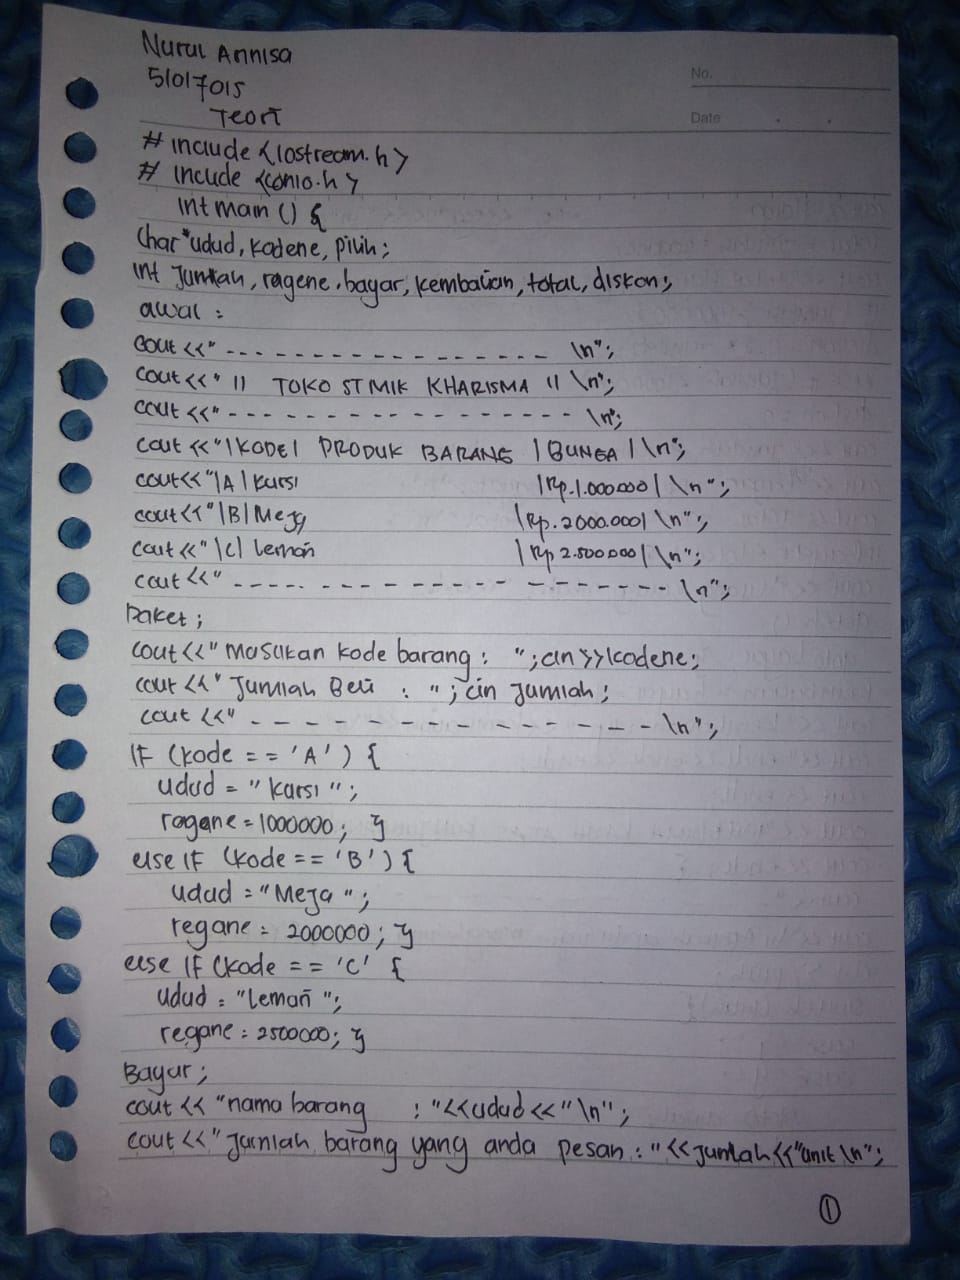 Nurul Annisa
51017015
Teori
No.
Date
# include <iostream.h>
# include <conio.h>
int main () {
char*udud, kodene, pilih;
int Jumlah, ragene, bayar, kembalian, total, diskon;
awal :
cout <<" - - - - - - - - - - - - - - - - - \n";
cout <<" || TOKO STMIK KHARISMA || \n";
cout <<"- - - - - - - - - - - - - - - - - \n";
cout <<"|KODE| PRODUK BARANG |BUNGA|\n";
cout<<"|A| Kursi |Rp.1.000.000| \n";
cout<<"|B|Meja |Rp.2000.000| \n";
cout <<"|C| Lemari |Rp 2.500.000|\n";
cout <<" - - - - - - - - - - - - - - - - - - - \n";
Paket;
cout <<"masukan kode barang : ";cin>>kodene;
cout <<" Jumlah Beli : ";cin Jumlah;
cout <<" - - - - - - - - - - - - - - - - \n";
IF (kode == 'A') {
udud = "Kursi";
ragane=1000000; }
else IF (kode == 'B') {
udud ="Meja";
regane = 2000000; }
else IF (kode == 'C' {
udud = "Lemari";
regane = 2500000; }
Bayar;
cout << "nama barang : "<<udud <<"\n";
cout <<"Jumlah barang yang anda pesan : "<<jumlah<<"unit \n";
1